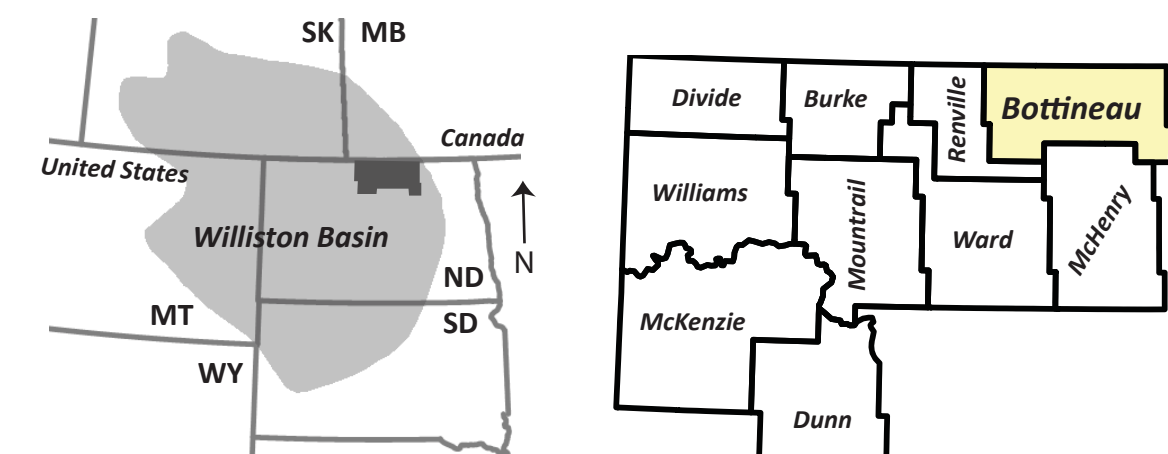 SK MB
Canada
United States
Williston Basin
N
ND
MT
SD
WY
Divide
Burke
Renville
Bottineau
Williams
Mountrail
Ward
McHenry
McKenzie
Dunn